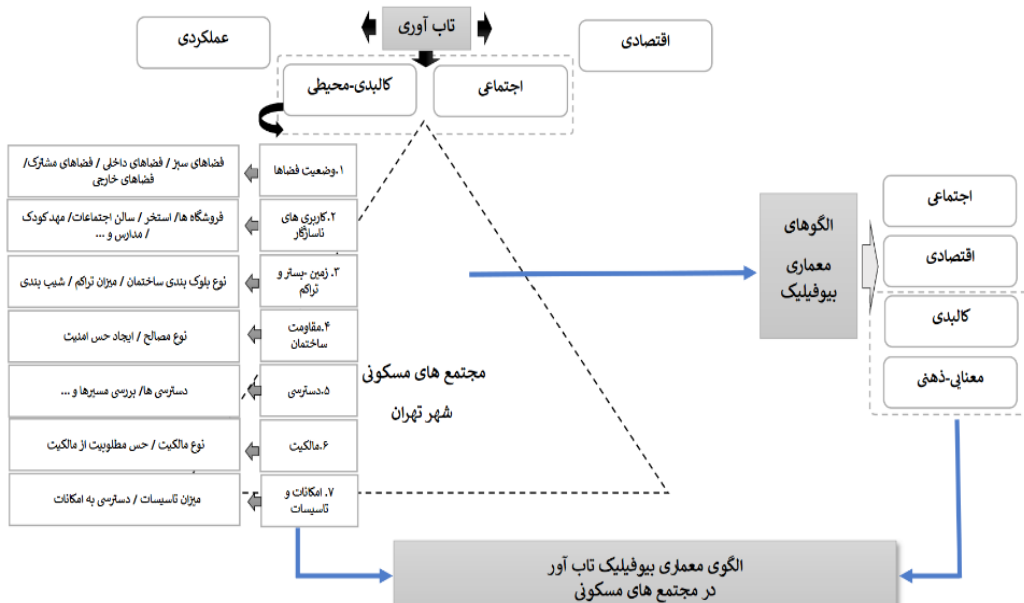 تاب آوری
عملکردی
اقتصادی
کالبدی-محیطی
اجتماعی
۱.وضعیت فضاها
فضاهای سبز / فضاهای داخلی / فضاهای مشترک/
فضاهای خارجی
۲.کاربری های
ناسازگار
فروشگاه ها/ استخر / سالن اجتماعات/ مهد کودک
/ مدارس و ...
۳. زمین -بستر و
تراکم
نوع بلوک بندی ساختمان / میزان تراکم / شیب بندی
۴.مقاومت
ساختمان
نوع مصالح / ایجاد حس امنیت
۵.دسترسی
دسترسی ها/ بررسی مسیرها و ...
۶.مالکیت
نوع مالکیت / حس مطلوبیت از مالکیت
۷. امکانات و
تاسیسات
میزان تاسیسات / دسترسی به امکانات
مجتمع های مسکونی
شهر تهران
الگوهای
معماری
بیوفیلیک
اجتماعی
اقتصادی
کالبدی
معنایی-ذهنی
الگوی معماری بیوفیلیک تاب آور
در مجتمع های مسکونی